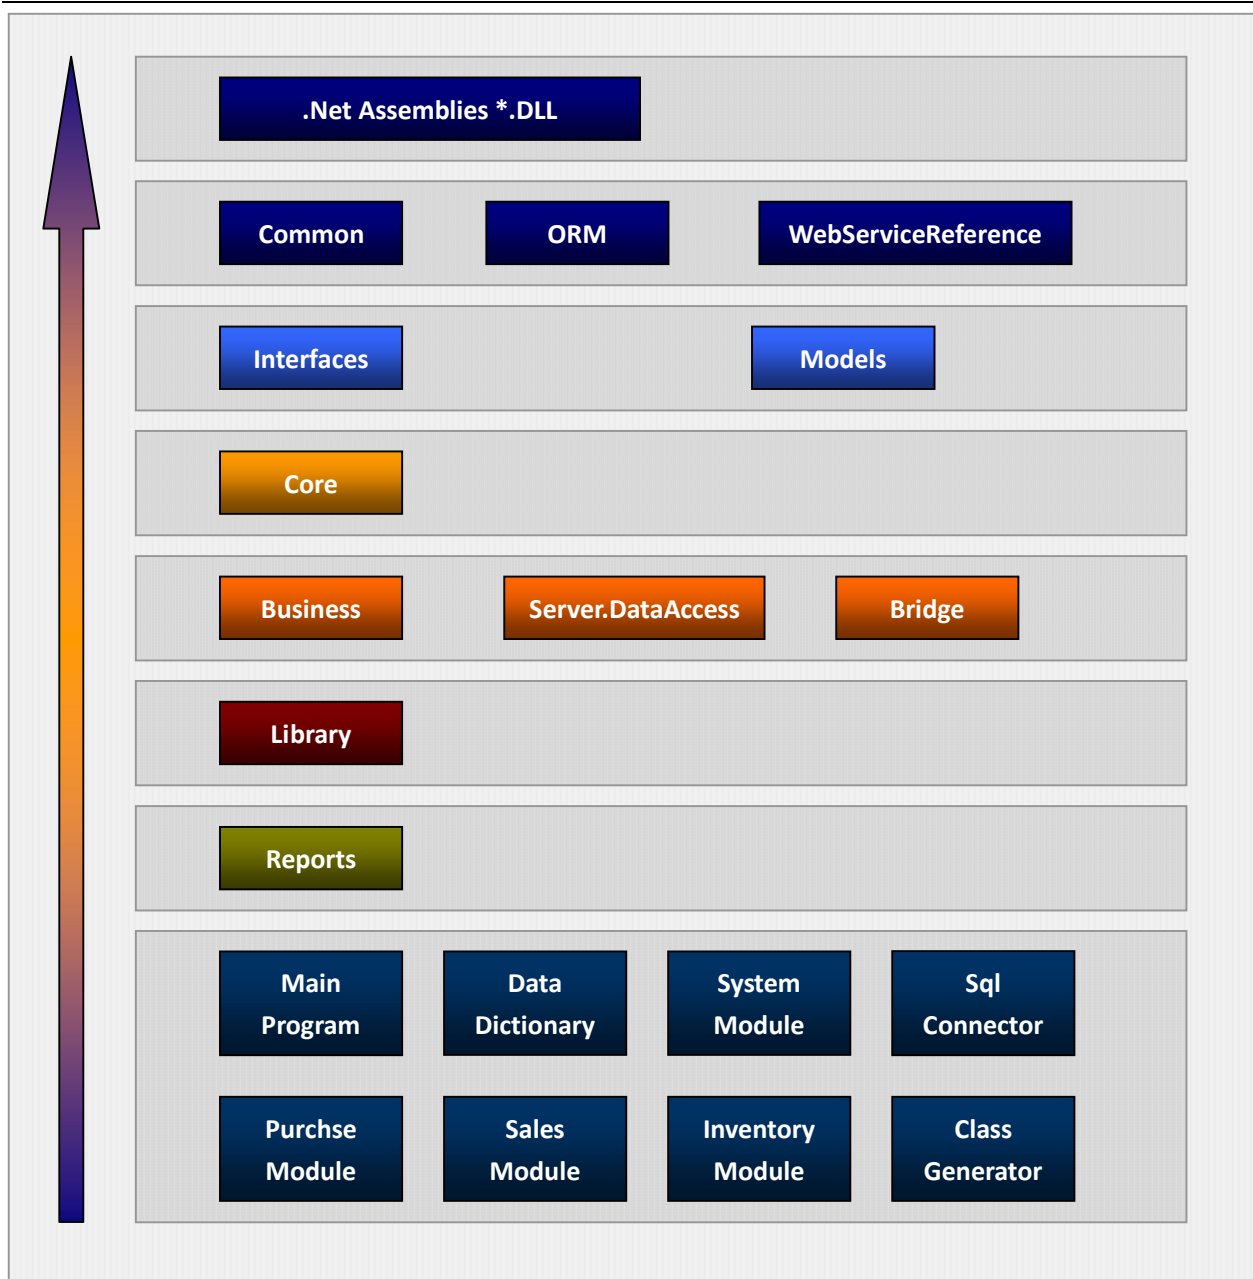 .Net Assemblies *.DLL
Common
ORM
WebServiceReference
Interfaces
Models
Core
Business
Server.DataAccess
Bridge
Library
Reports
Main
Program
Data
Dictionary
System
Module
Sql
Connector
Purchse
Module
Sales
Module
Inventory
Module
Class
Generator